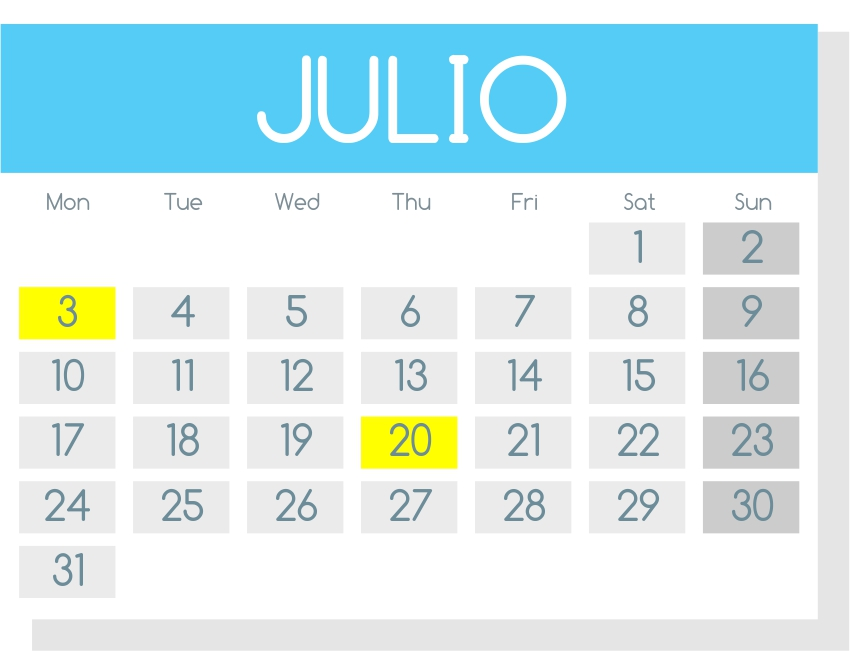 JULIO
Mon Tue Wed Thu Fri Sat Sun
1 2
3 4 5 6 7 8 9
10 11 12 13 14 15 16
17 18 19 20 21 22 23
24 25 26 27 28 29 30
31